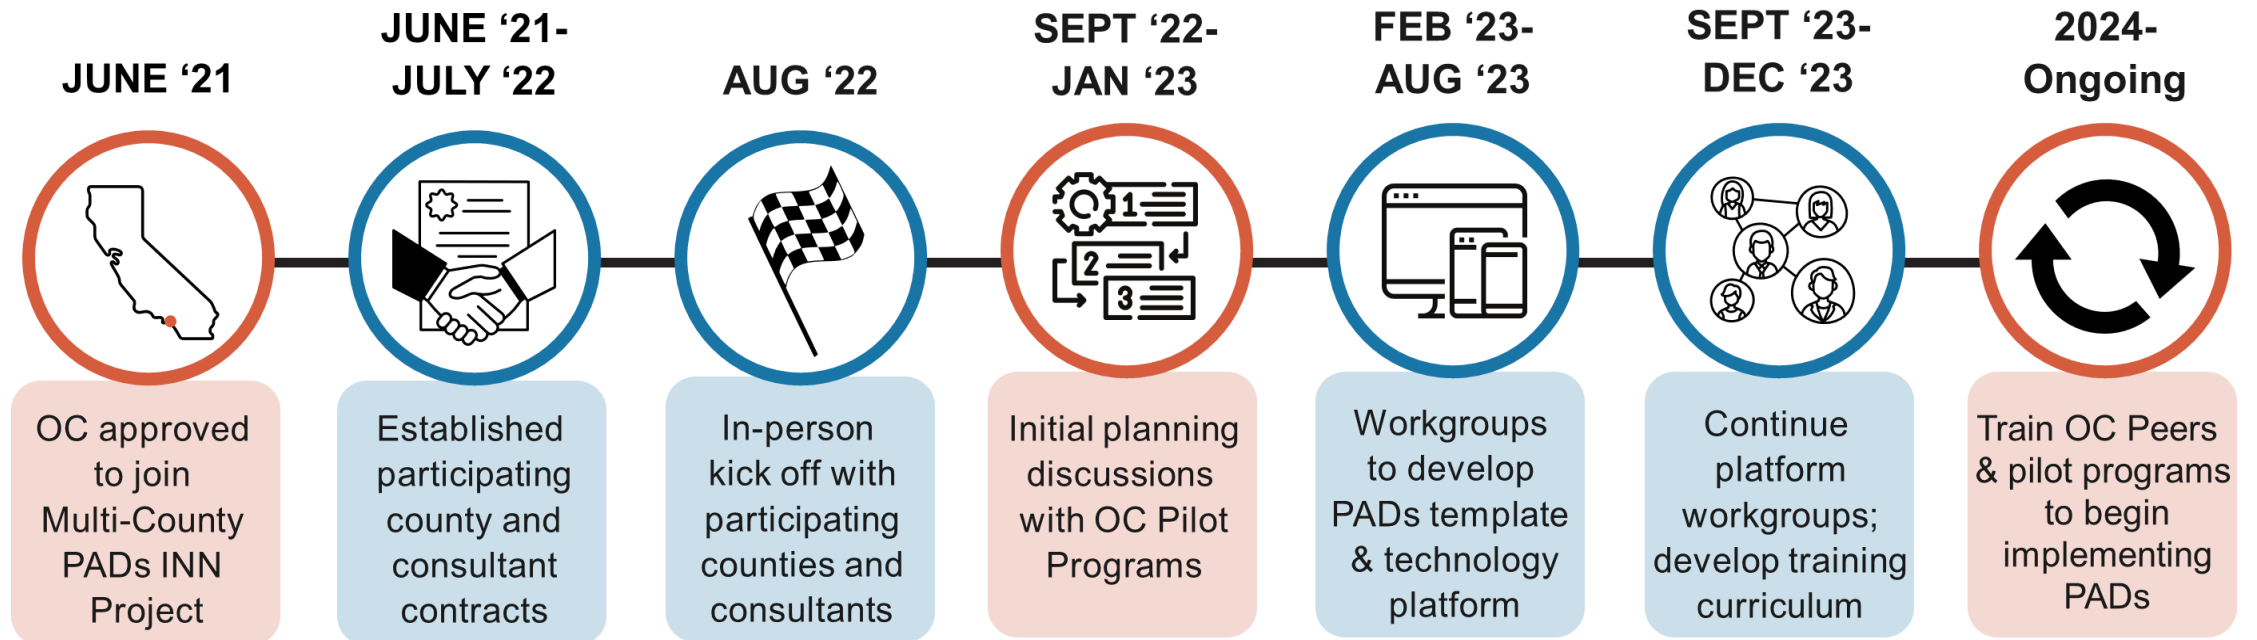 JUNE ‘21
OC approved
to join
Multi-County
PADs INN
Project
JUNE ‘21-
JULY ‘22
Established
participating
county and
consultant
contracts
AUG ‘22
In-person
kick off with
participating
counties and
consultants
SEPT ‘22-
JAN ‘23
1
2
3
Initial planning
discussions
with OC Pilot
Programs
FEB ‘23-
AUG ‘23
Workgroups
to develop
PADs template
& technology
platform
SEPT ‘23-
DEC ‘23
Continue
platform
workgroups;
develop training
curriculum
2024-
Ongoing
Train OC Peers
& pilot programs
to begin
implementing
PADs